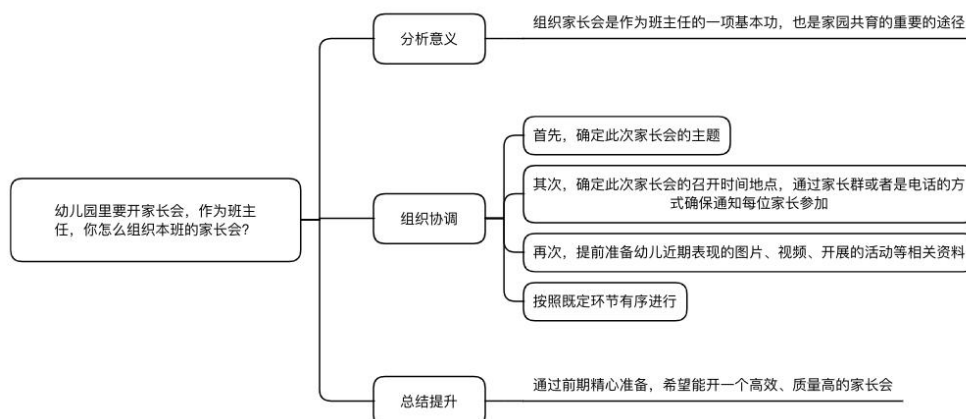 幼儿园里要开家长会，作为班主
任，你怎么组织本班的家长会?
分析意义
组织家长会是作为班主任的一项基本功，也是家园共育的重要的途径
组织协调
首先，确定此次家长会的主题
其次，确定此次家长会的召开时间地点，通过家长群或者是电话的方
式确保通知每位家长参加
再次，提前准备幼儿近期表现的图片、视频、开展的活动等相关资料
按照既定环节有序进行
总结提升
通过前期精心准备，希望能开一个高效、质量高的家长会